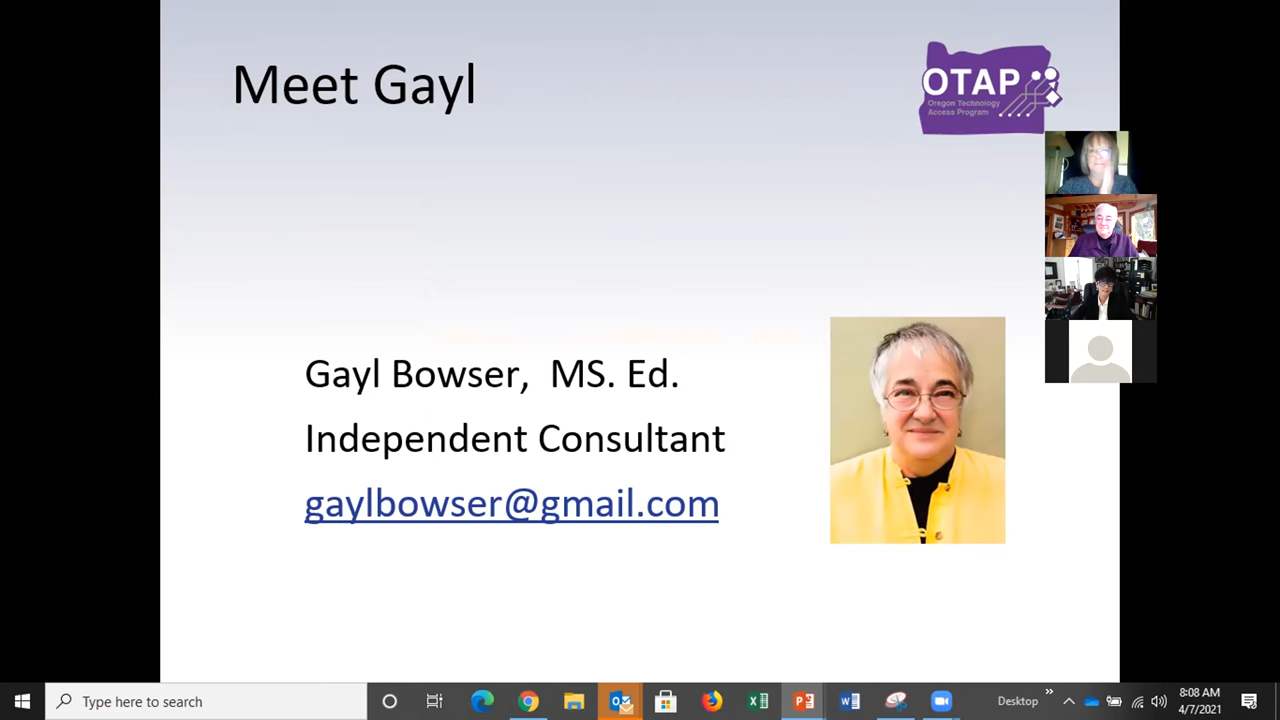 Meet Gayl
OTAP
Oregon Technology
Access Program
Gayl Bowser,  MS. Ed.
Independent Consultant
gaylbowser@gmail.com
Type here to search
Desktop
8:08 AM
4/7/2021